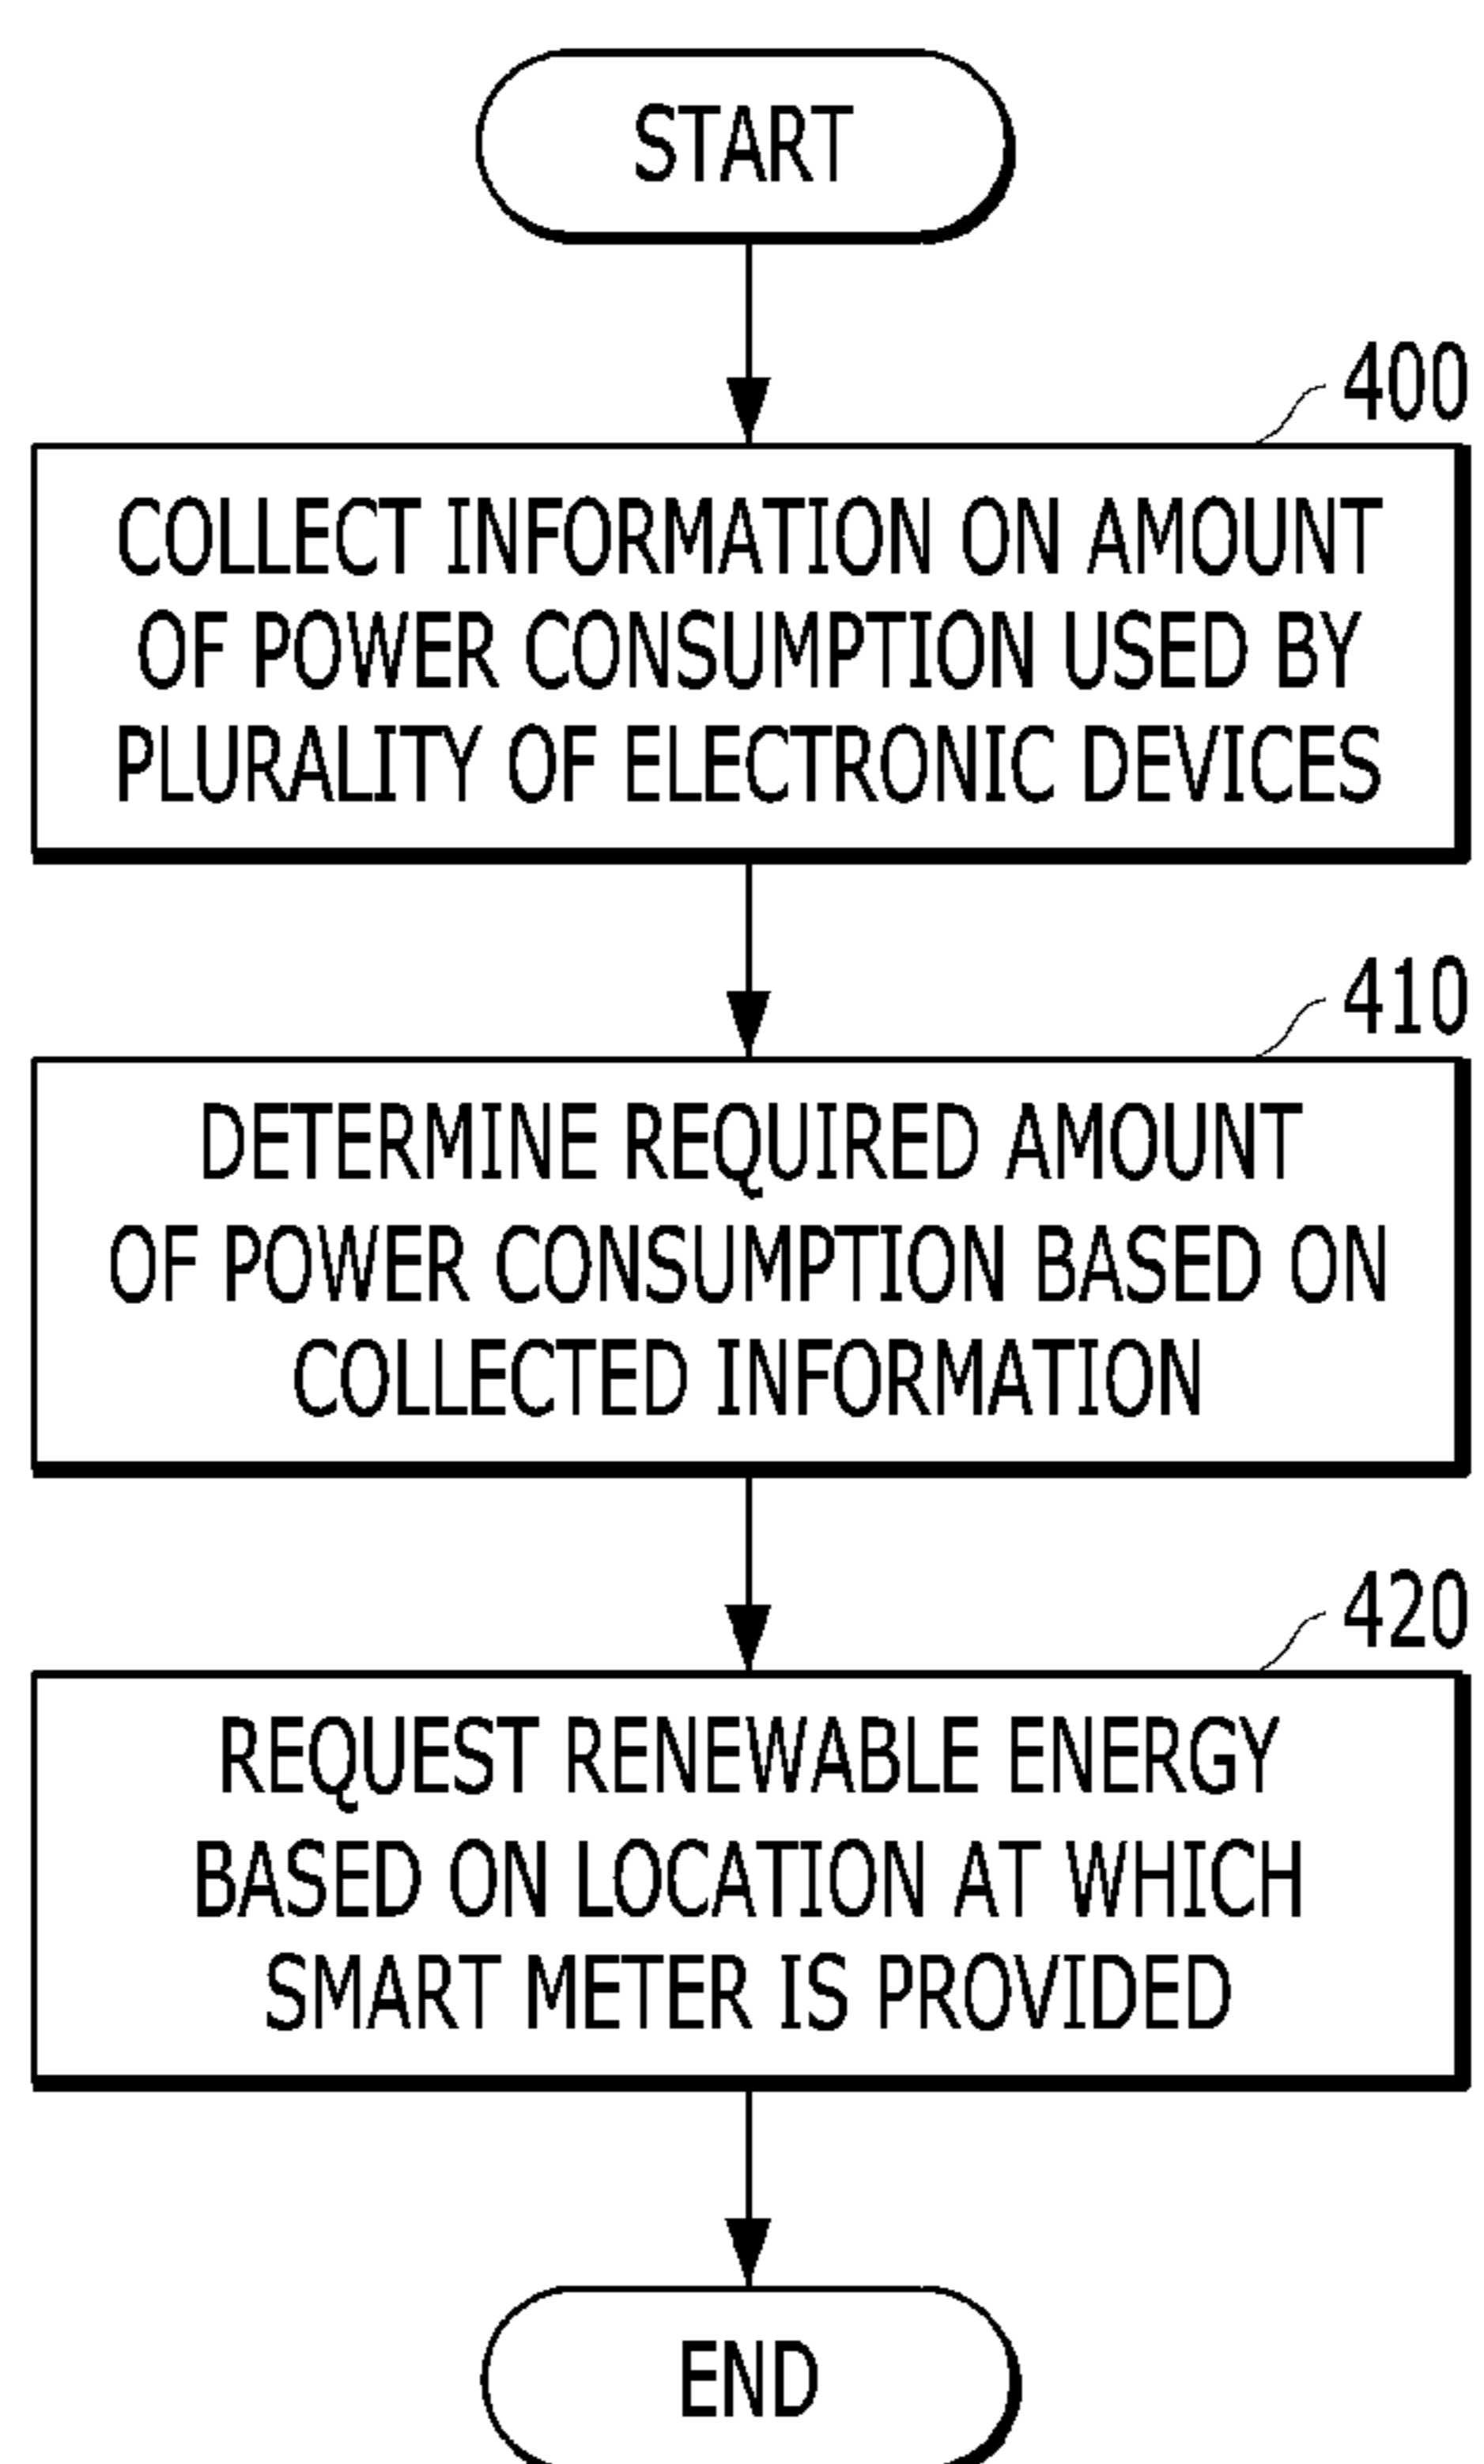 START
400
COLLECT INFORMATION ON AMOUNT
OF POWER CONSUMPTION USED BY
PLURALITY OF ELECTRONIC DEVICES
410
DETERMINE REQUIRED AMOUNT
OF POWER CONSUMPTION BASED ON
COLLECTED INFORMATION
420
REQUEST RENEWABLE ENERGY
BASED ON LOCATION AT WHICH
SMART METER IS PROVIDED
END